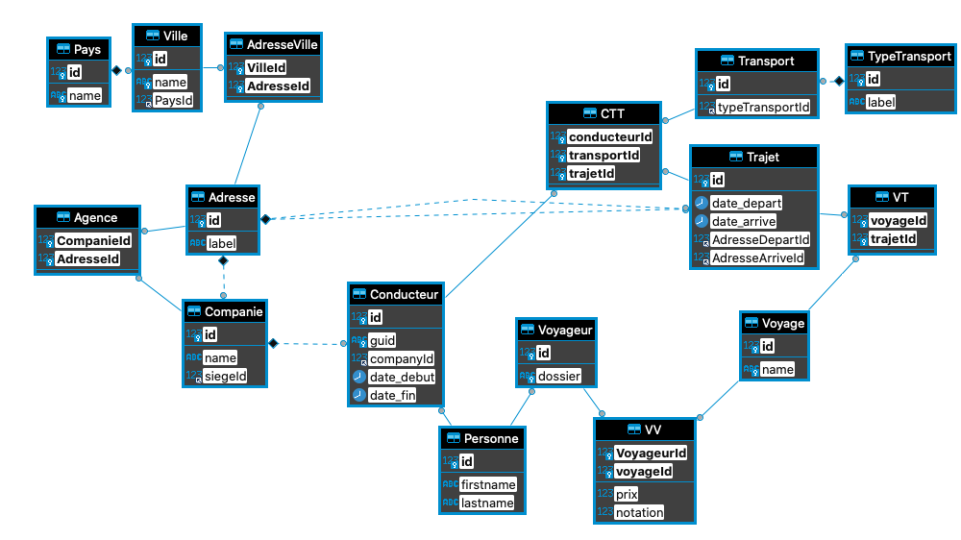 Pays
id
name
Ville
id
name
PaysId
AdresseVille
VilleId
AdresseId
Transport
id
typeTransportId
TypeTransport
id
label
CTT
conducteurId
transportId
trajetId
Trajet
id
date_depart
date_arrive
AdresseDepartId
AdresseArriveId
VT
voyageId
trajetId
Adresse
id
label
Agence
CompanieId
AdresseId
Companie
id
name
siegeId
Conducteur
id
guid
companyId
date_debut
date_fin
Voyageur
id
dossier
Voyage
id
name
Personne
id
firstname
lastname
VV
VoyageurId
voyageId
prix
notation